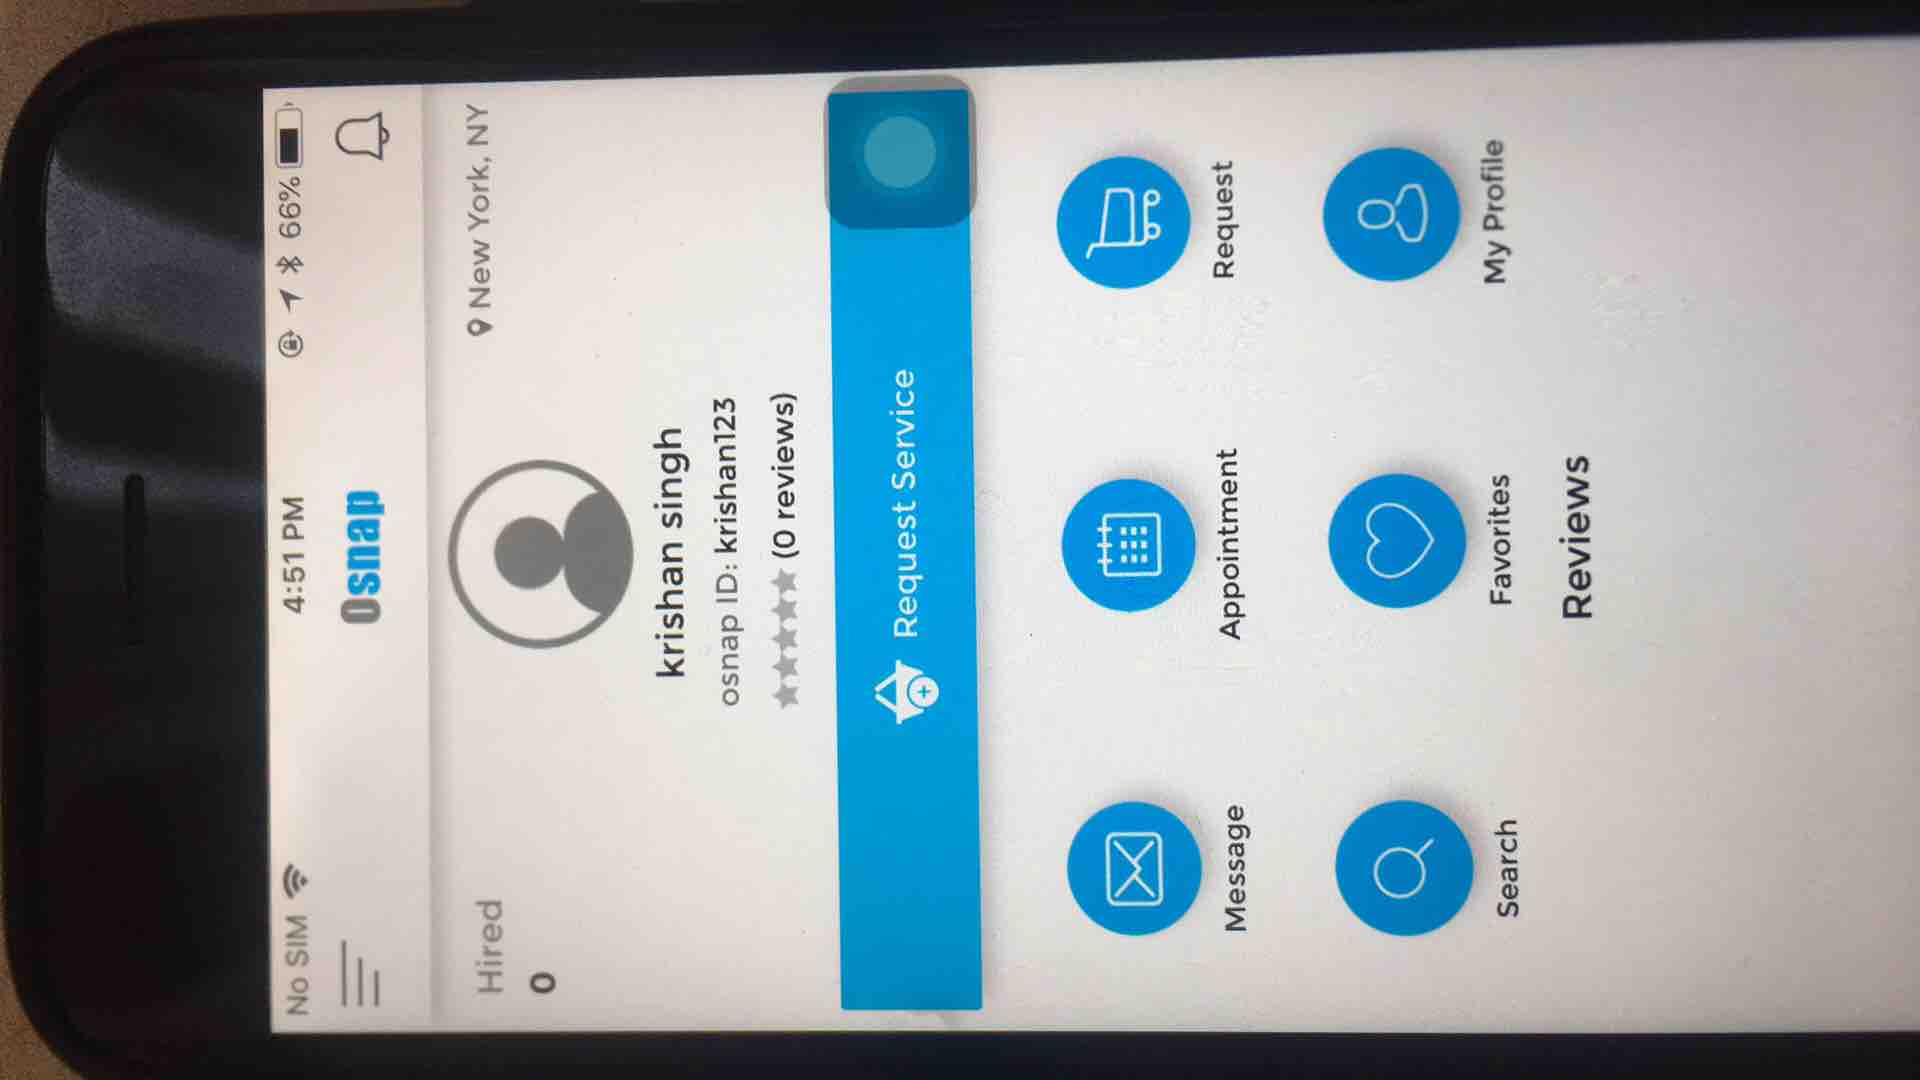 No SIM 4:51 PM 66%
Osnap
Hired
0
New York, NY
krishan singh
osnap ID: krishan123
(0 reviews)
Request Service
Message Appointment Request
Search Favorites My Profile
Reviews